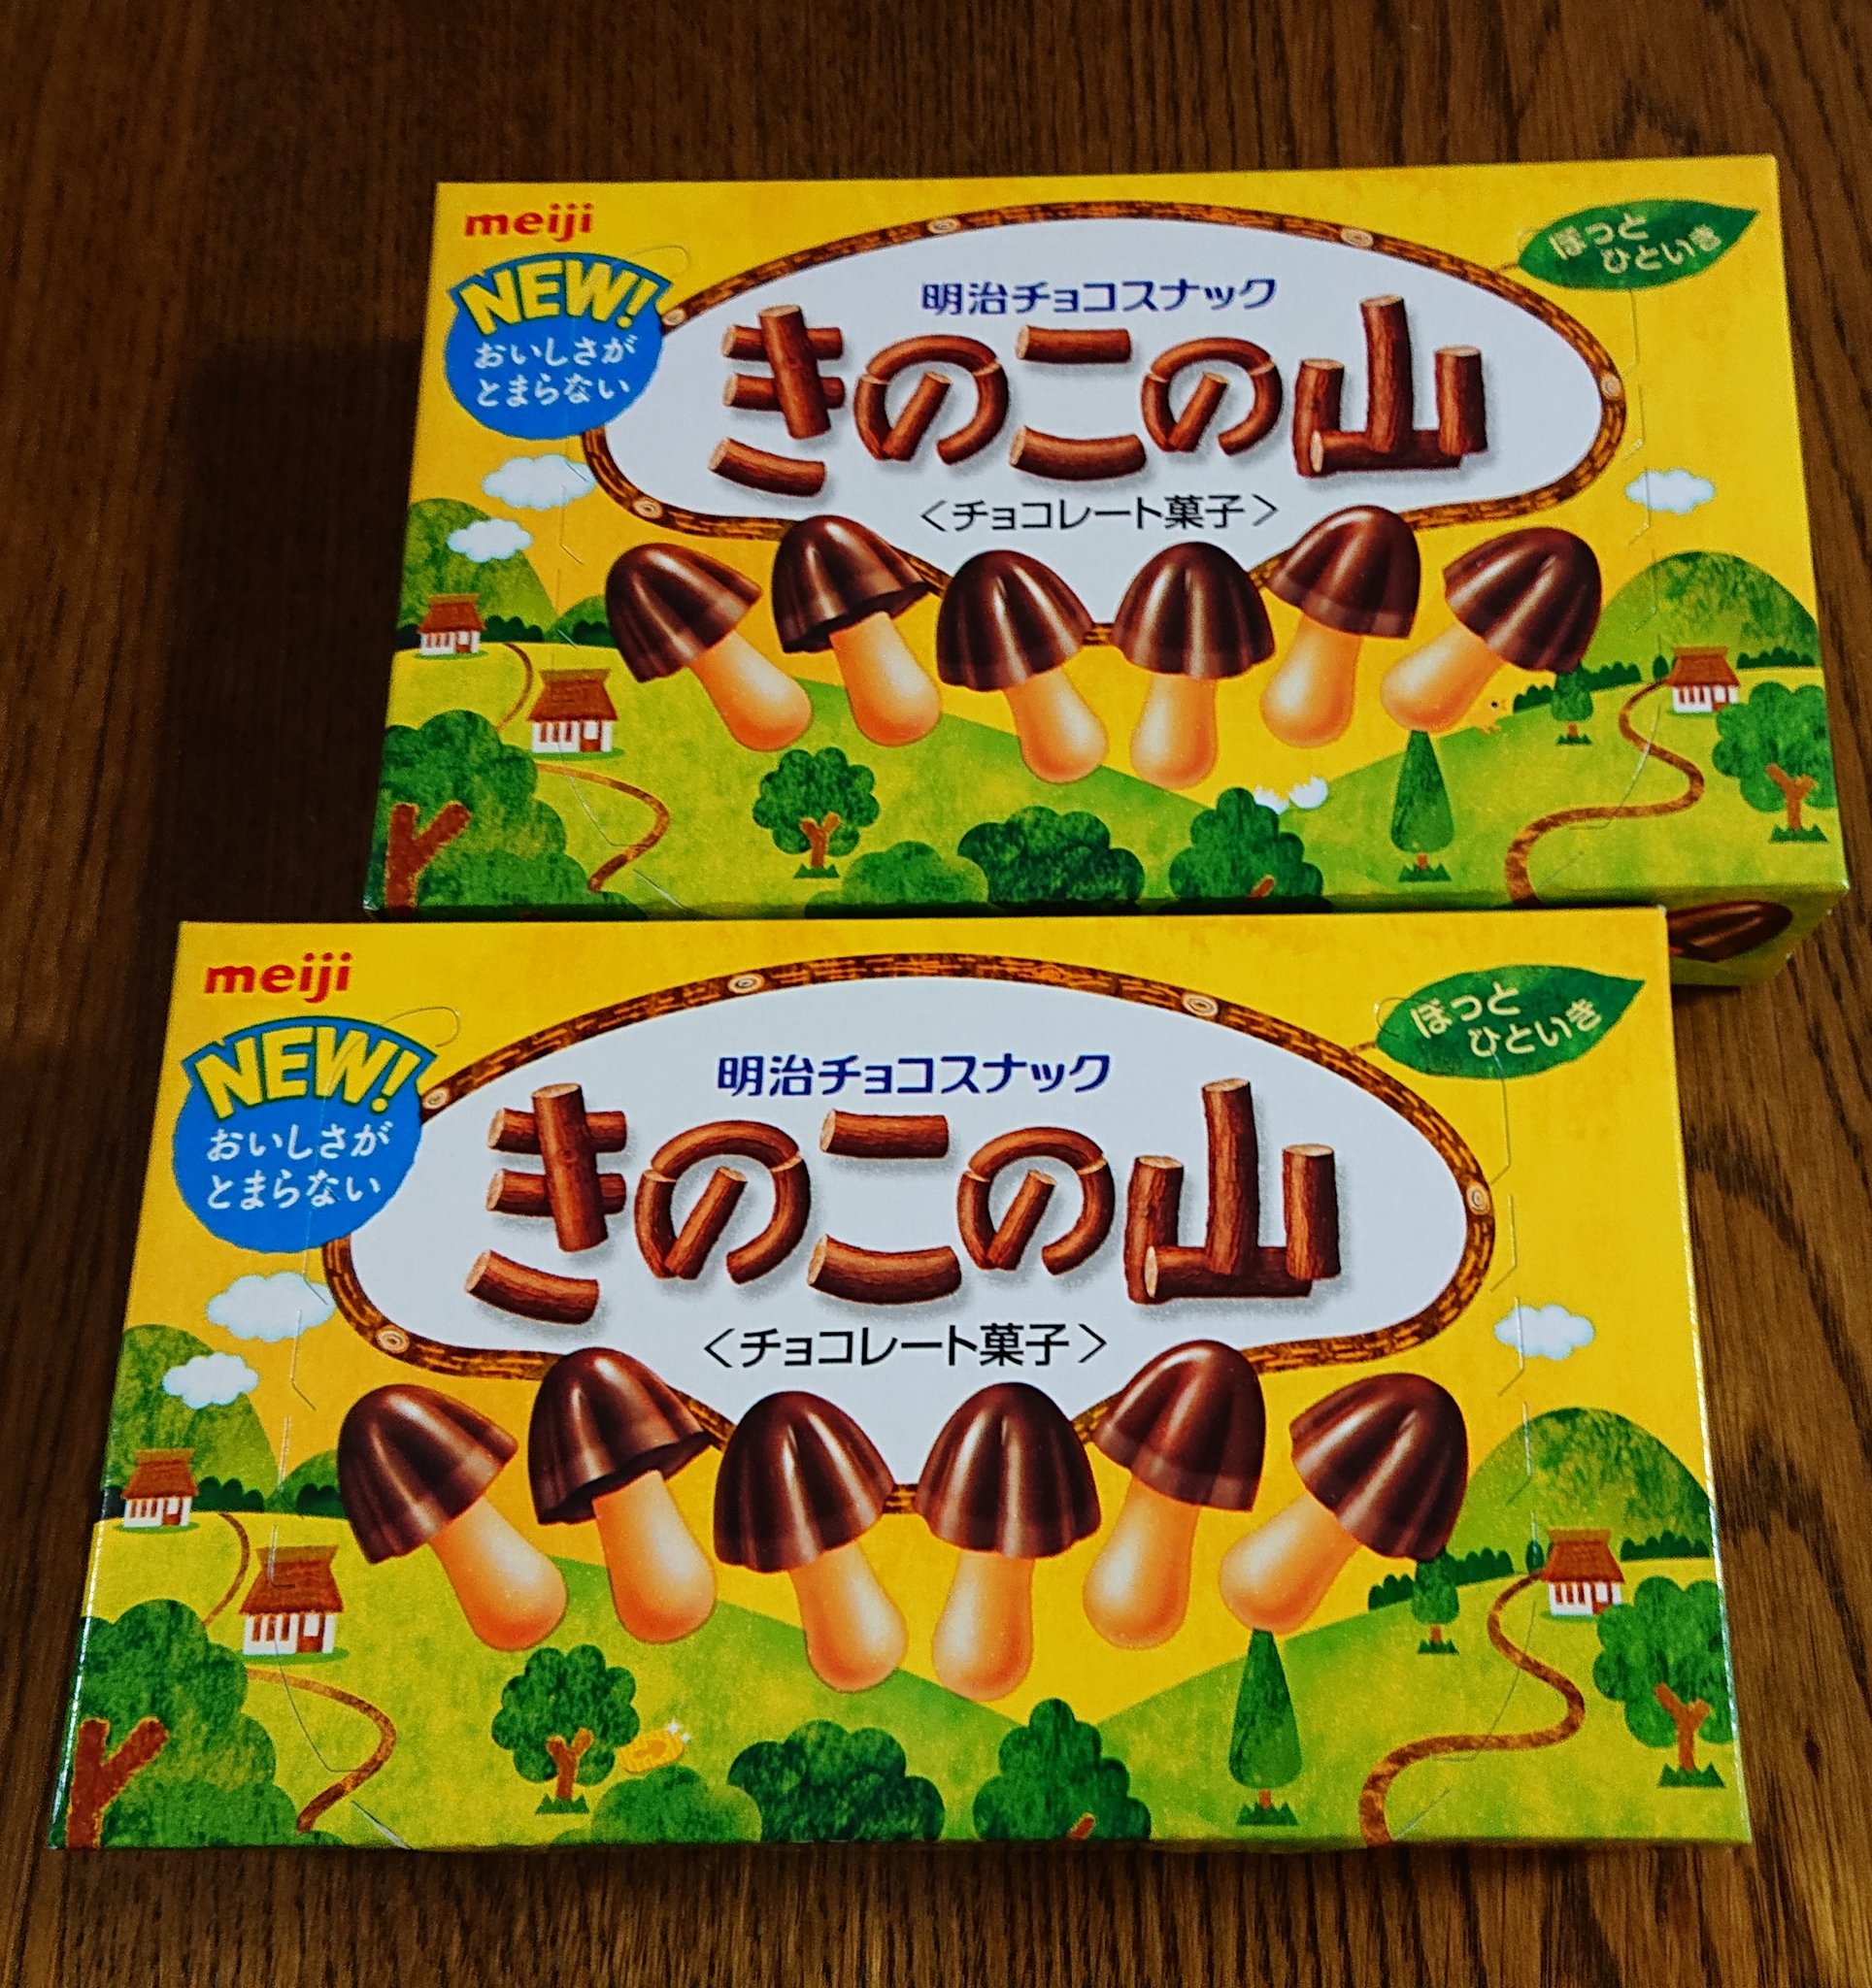 meiji
NEW!
おいしさが
とまらない
明治チョコスナック
きのこの山
〈チョコレート菓子〉
ほっと
ひといき
meiji
NEW!
おいしさが
とまらない
明治チョコスナック
きのこの山
〈チョコレート菓子〉
ほっと
ひといき